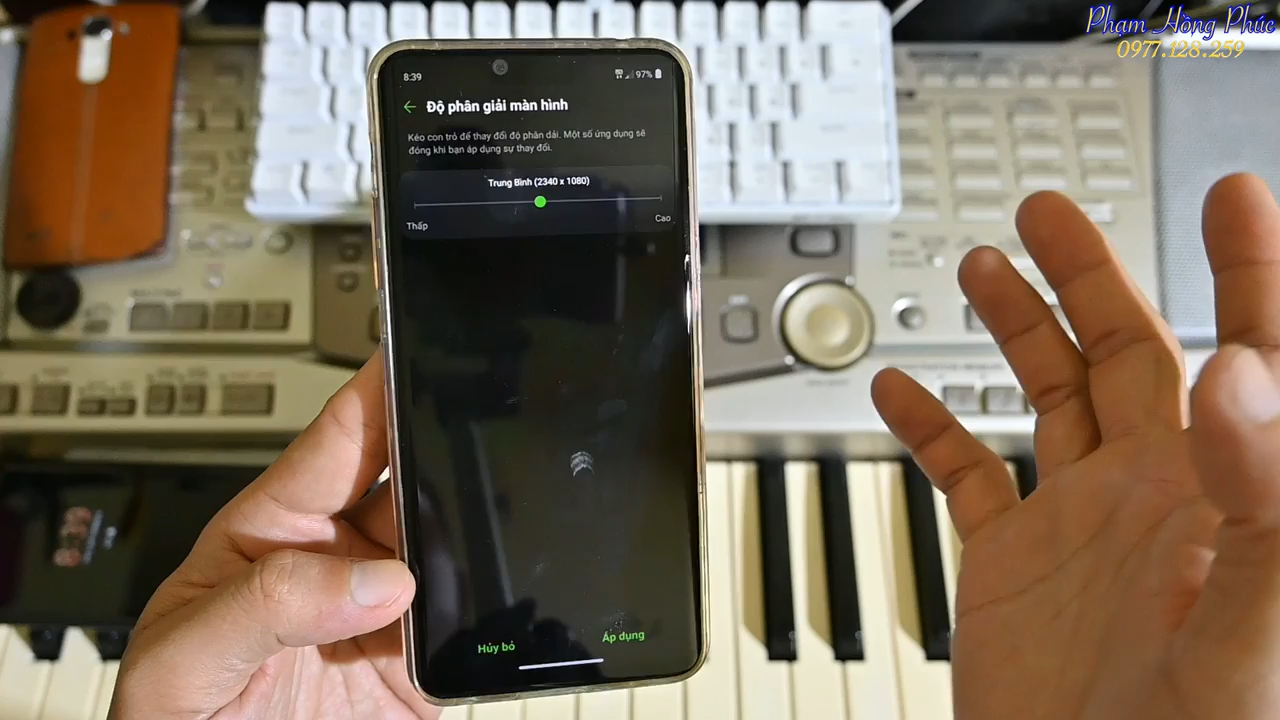 Phạm Hồng Phúc
0977.128.259
8:39
97%
Độ phân giải màn hình
Kéo con trỏ để thay đổi độ phân dải. Một số ứng dụng sẽ
đóng khi bạn áp dụng sự thay đổi.
Trung Bình (2340 x 1080)
Thấp
Cao
Hủy bỏ
Áp dụng